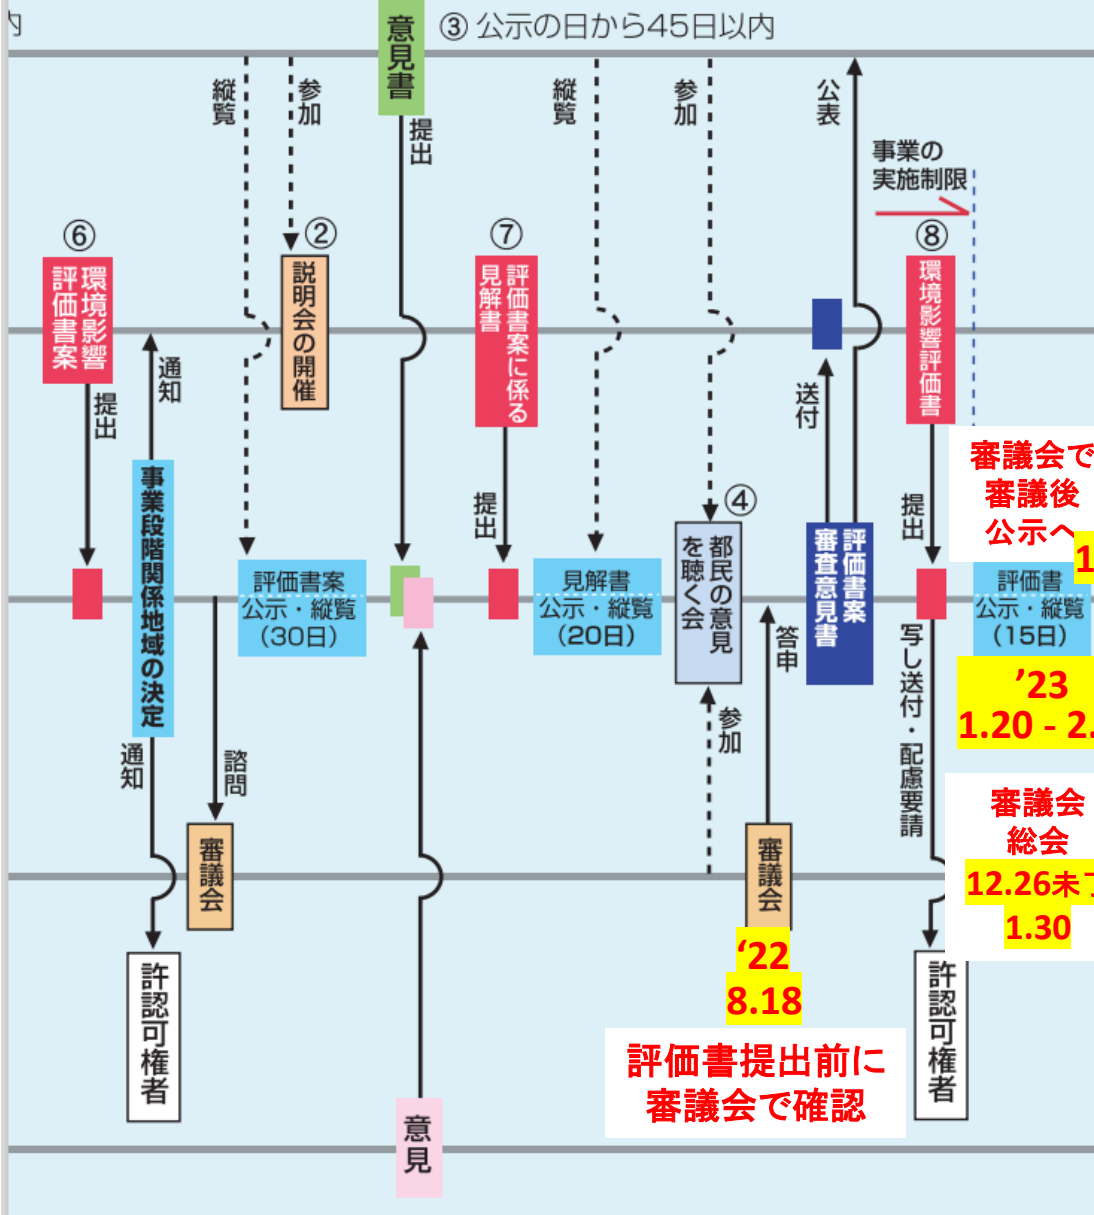 内
意見書
③ 公示の日から45日以内
縦覧
参加
提出
縦覧
参加
公表
事業の
実施制限
⑥
環境影響
評価書案
提出
通知
②
説明会の開催
⑦
評価書案に係る
見解書
提出
④
都民の意見
を聴く会
送付
⑧
環境影響評価書
提出
審議会で
審議後
公示へ
1
事業段階関係地域の決定
評価書案
公示・縦覧
(30日)
見解書
公示・縦覧
(20日)
評価書案
審査意見書
評価書
公示・縦覧
(15日)
通知
諮問
参加
答申
写し送付・配慮要請
’23
1.20 - 2.
審議会
審議会
審議会
総会
12.26未了
1.30
‘22
8.18
許認可権者
許認可権者
評価書提出前に
審議会で確認
意見